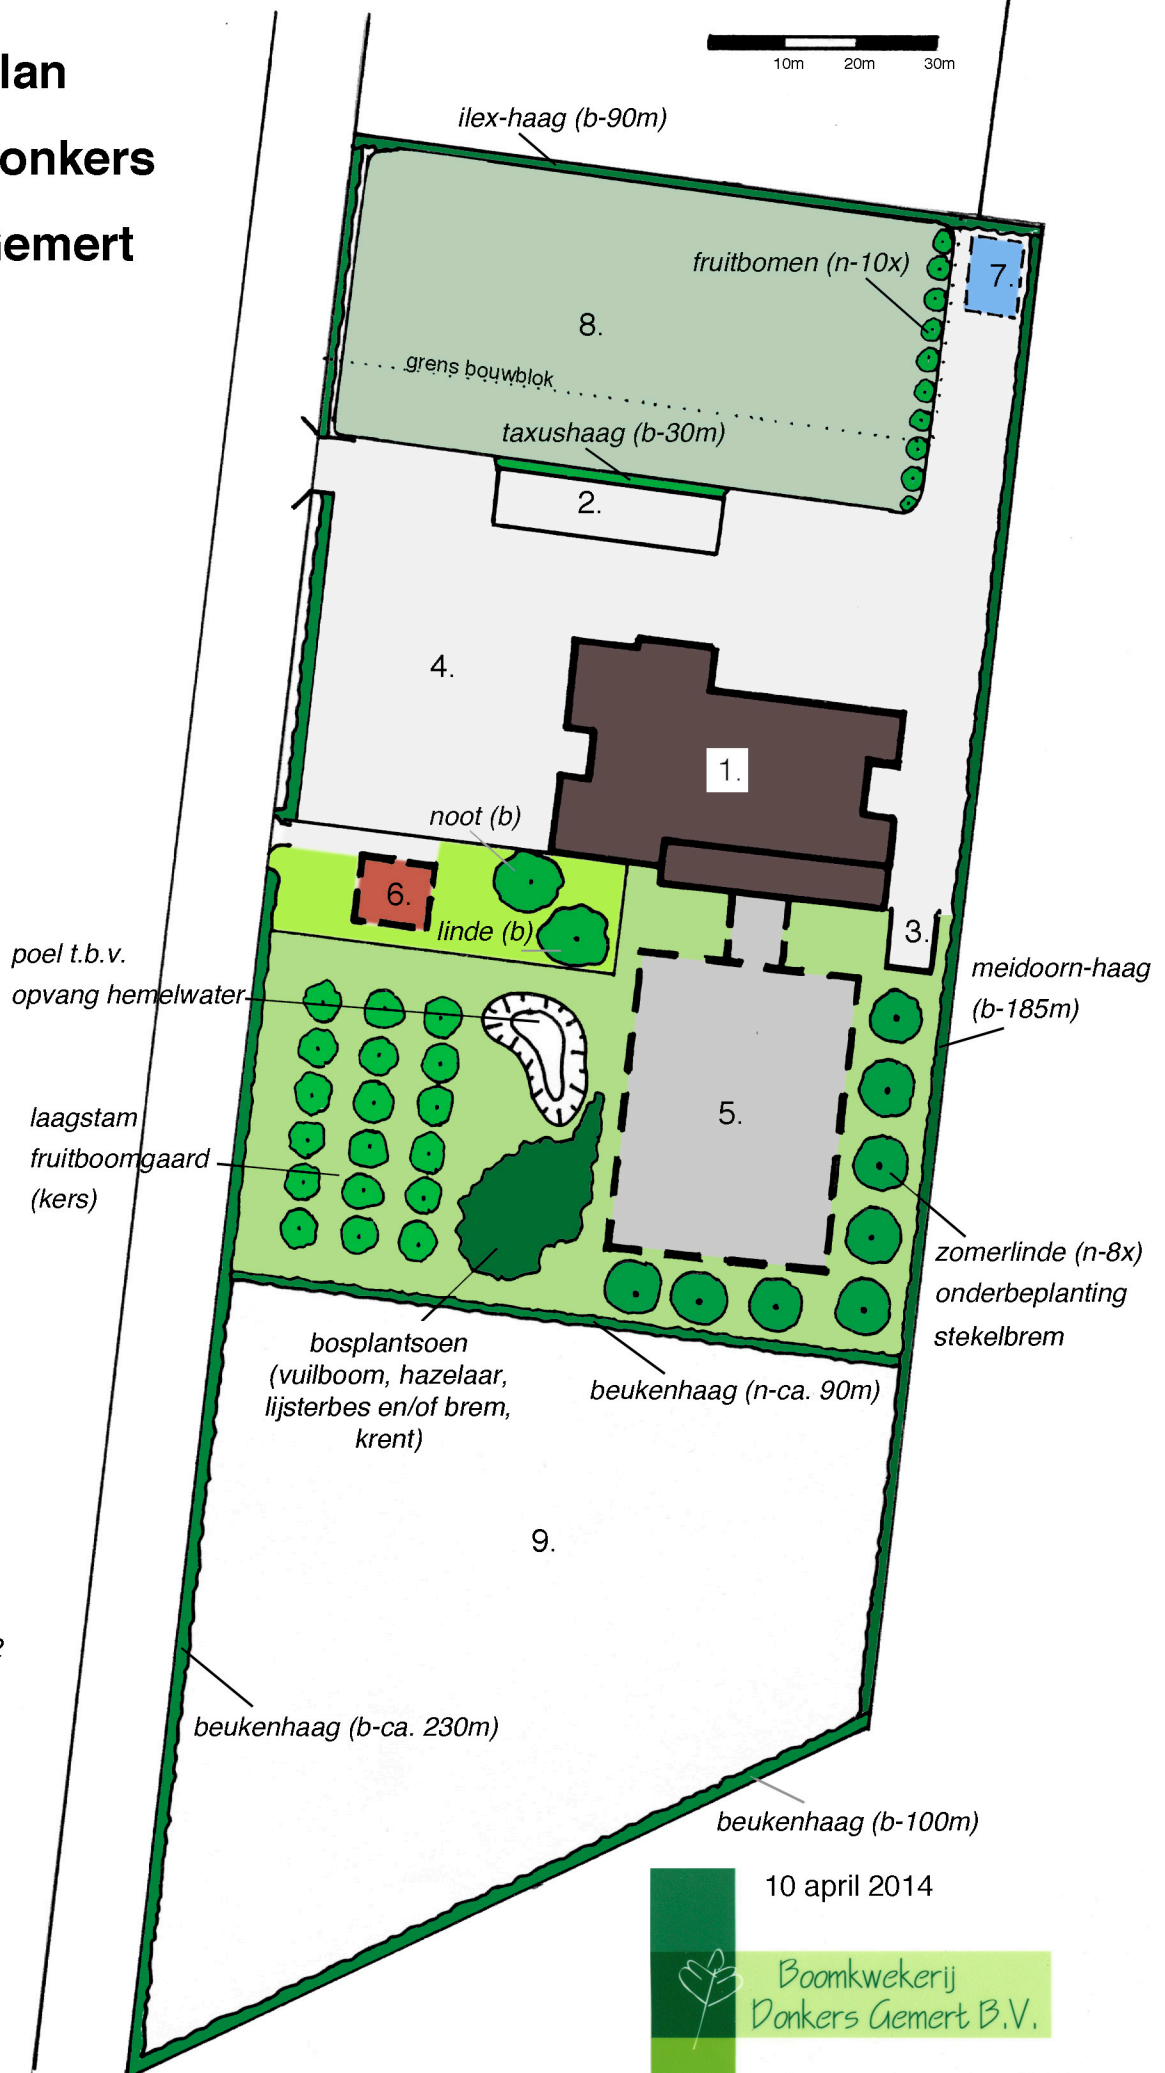 lan
onkers
emert
10m 20m 30m
ilex-haag (b-90m)
fruitbomen (n-10x)
7.
8.
grens bouwblok
taxushaag (b-30m)
2.
4.
1.
noot (b)
6.
linde (b)
3.
poel t.b.v.
opvang hemelwater
meidoorn-haag
(b-185m)
laagstam
fruitboomgaard
(kers)
5.
zomerlinde (n-8x)
onderbeplanting
stekelbrem
bosplantsoen
(vuilboom, hazelaar,
lijsterbes en/of brem,
krent)
beukenhaag (n-ca. 90m)
9.
beukenhaag (b-ca. 230m)
beukenhaag (b-100m)
10 april 2014
Boomkwekerij
Donkers Gemert B.V.